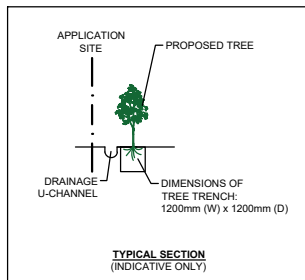 APPLICATION
SITE
PROPOSED TREE
DRAINAGE
U-CHANNEL
DIMENSIONS OF
TREE TRENCH:
1200mm (W) x 1200mm (D)
TYPICAL SECTION
(INDICATIVE ONLY)